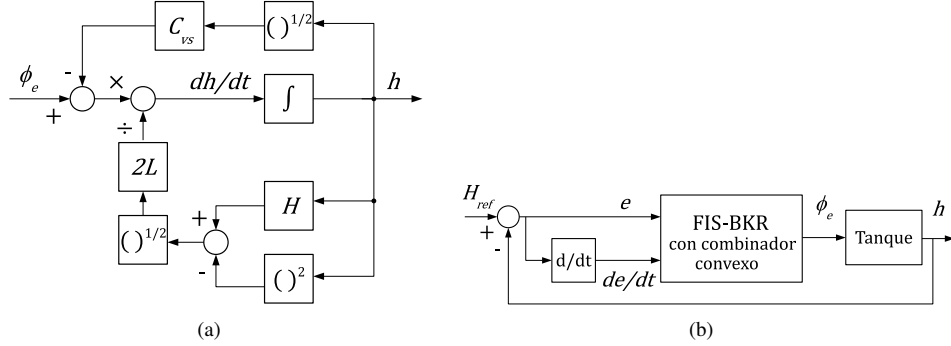 C_vs
( )^1/2
-
ϕ_e
+
×
dh/dt
∫
h
÷
2L
( )^1/2
+
H
-
( )^2
(a)
H_ref
+
-
e
d/dt
de/dt
FIS-BKR
con combinador
convexo
ϕ_e
Tanque
h
(b)